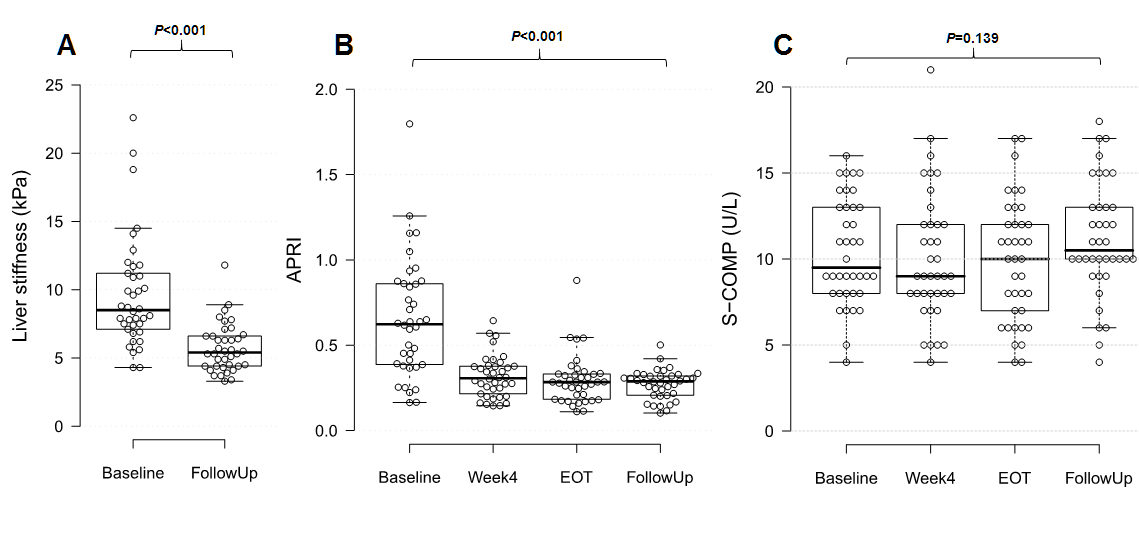 A
P<0.001
Liver stiffness (kPa)
25
20
15
10
5
0
Baseline FollowUp
B
P<0.001
APRI
2.0
1.5
1.0
0.5
0.0
Baseline Week4 EOT FollowUp
C
P=0.139
S−COMP (U/L)
20
15
10
5
0
Baseline Week4 EOT FollowUp